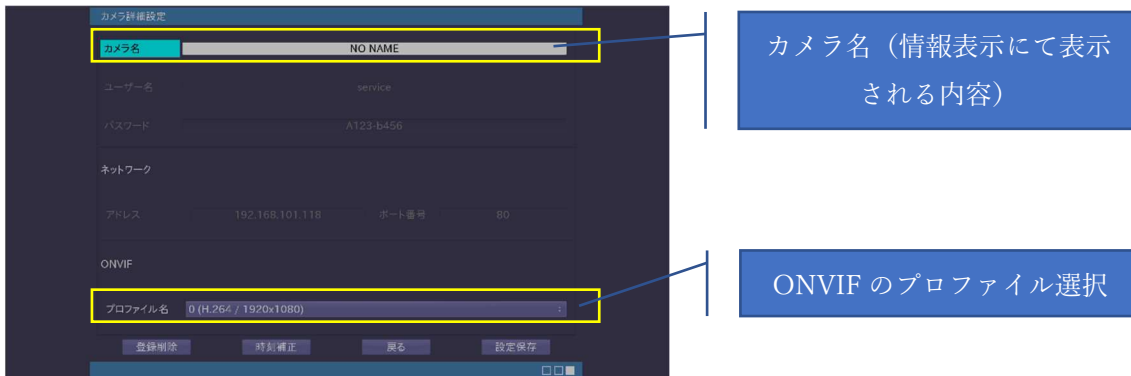 カメラ詳細設定
カメラ名 NO NAME
ユーザー名 service
パスワード A123-b456
ネットワーク
アドレス 192.168.101.118 ポート番号 80
ONVIF
プロファイル名 0 (H.264 / 1920x1080)
登録削除 時刻補正 戻る 設定保存
カメラ名（情報表示にて表示
される内容）
ONVIF のプロファイル選択